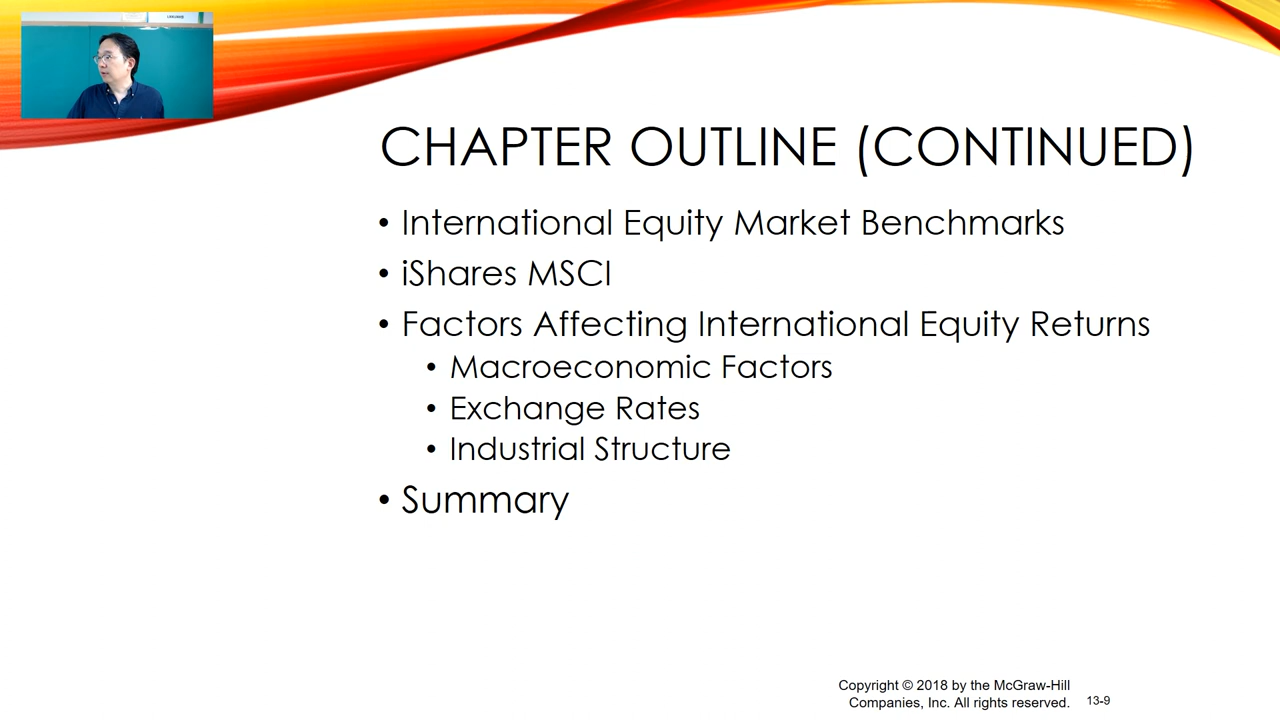 CHAPTER OUTLINE (CONTINUED)
• International Equity Market Benchmarks
• iShares MSCI
• Factors Affecting International Equity Returns
• Macroeconomic Factors
• Exchange Rates
• Industrial Structure
• Summary
Copyright © 2018 by the McGraw-Hill
Companies, Inc. All rights reserved.
13-9